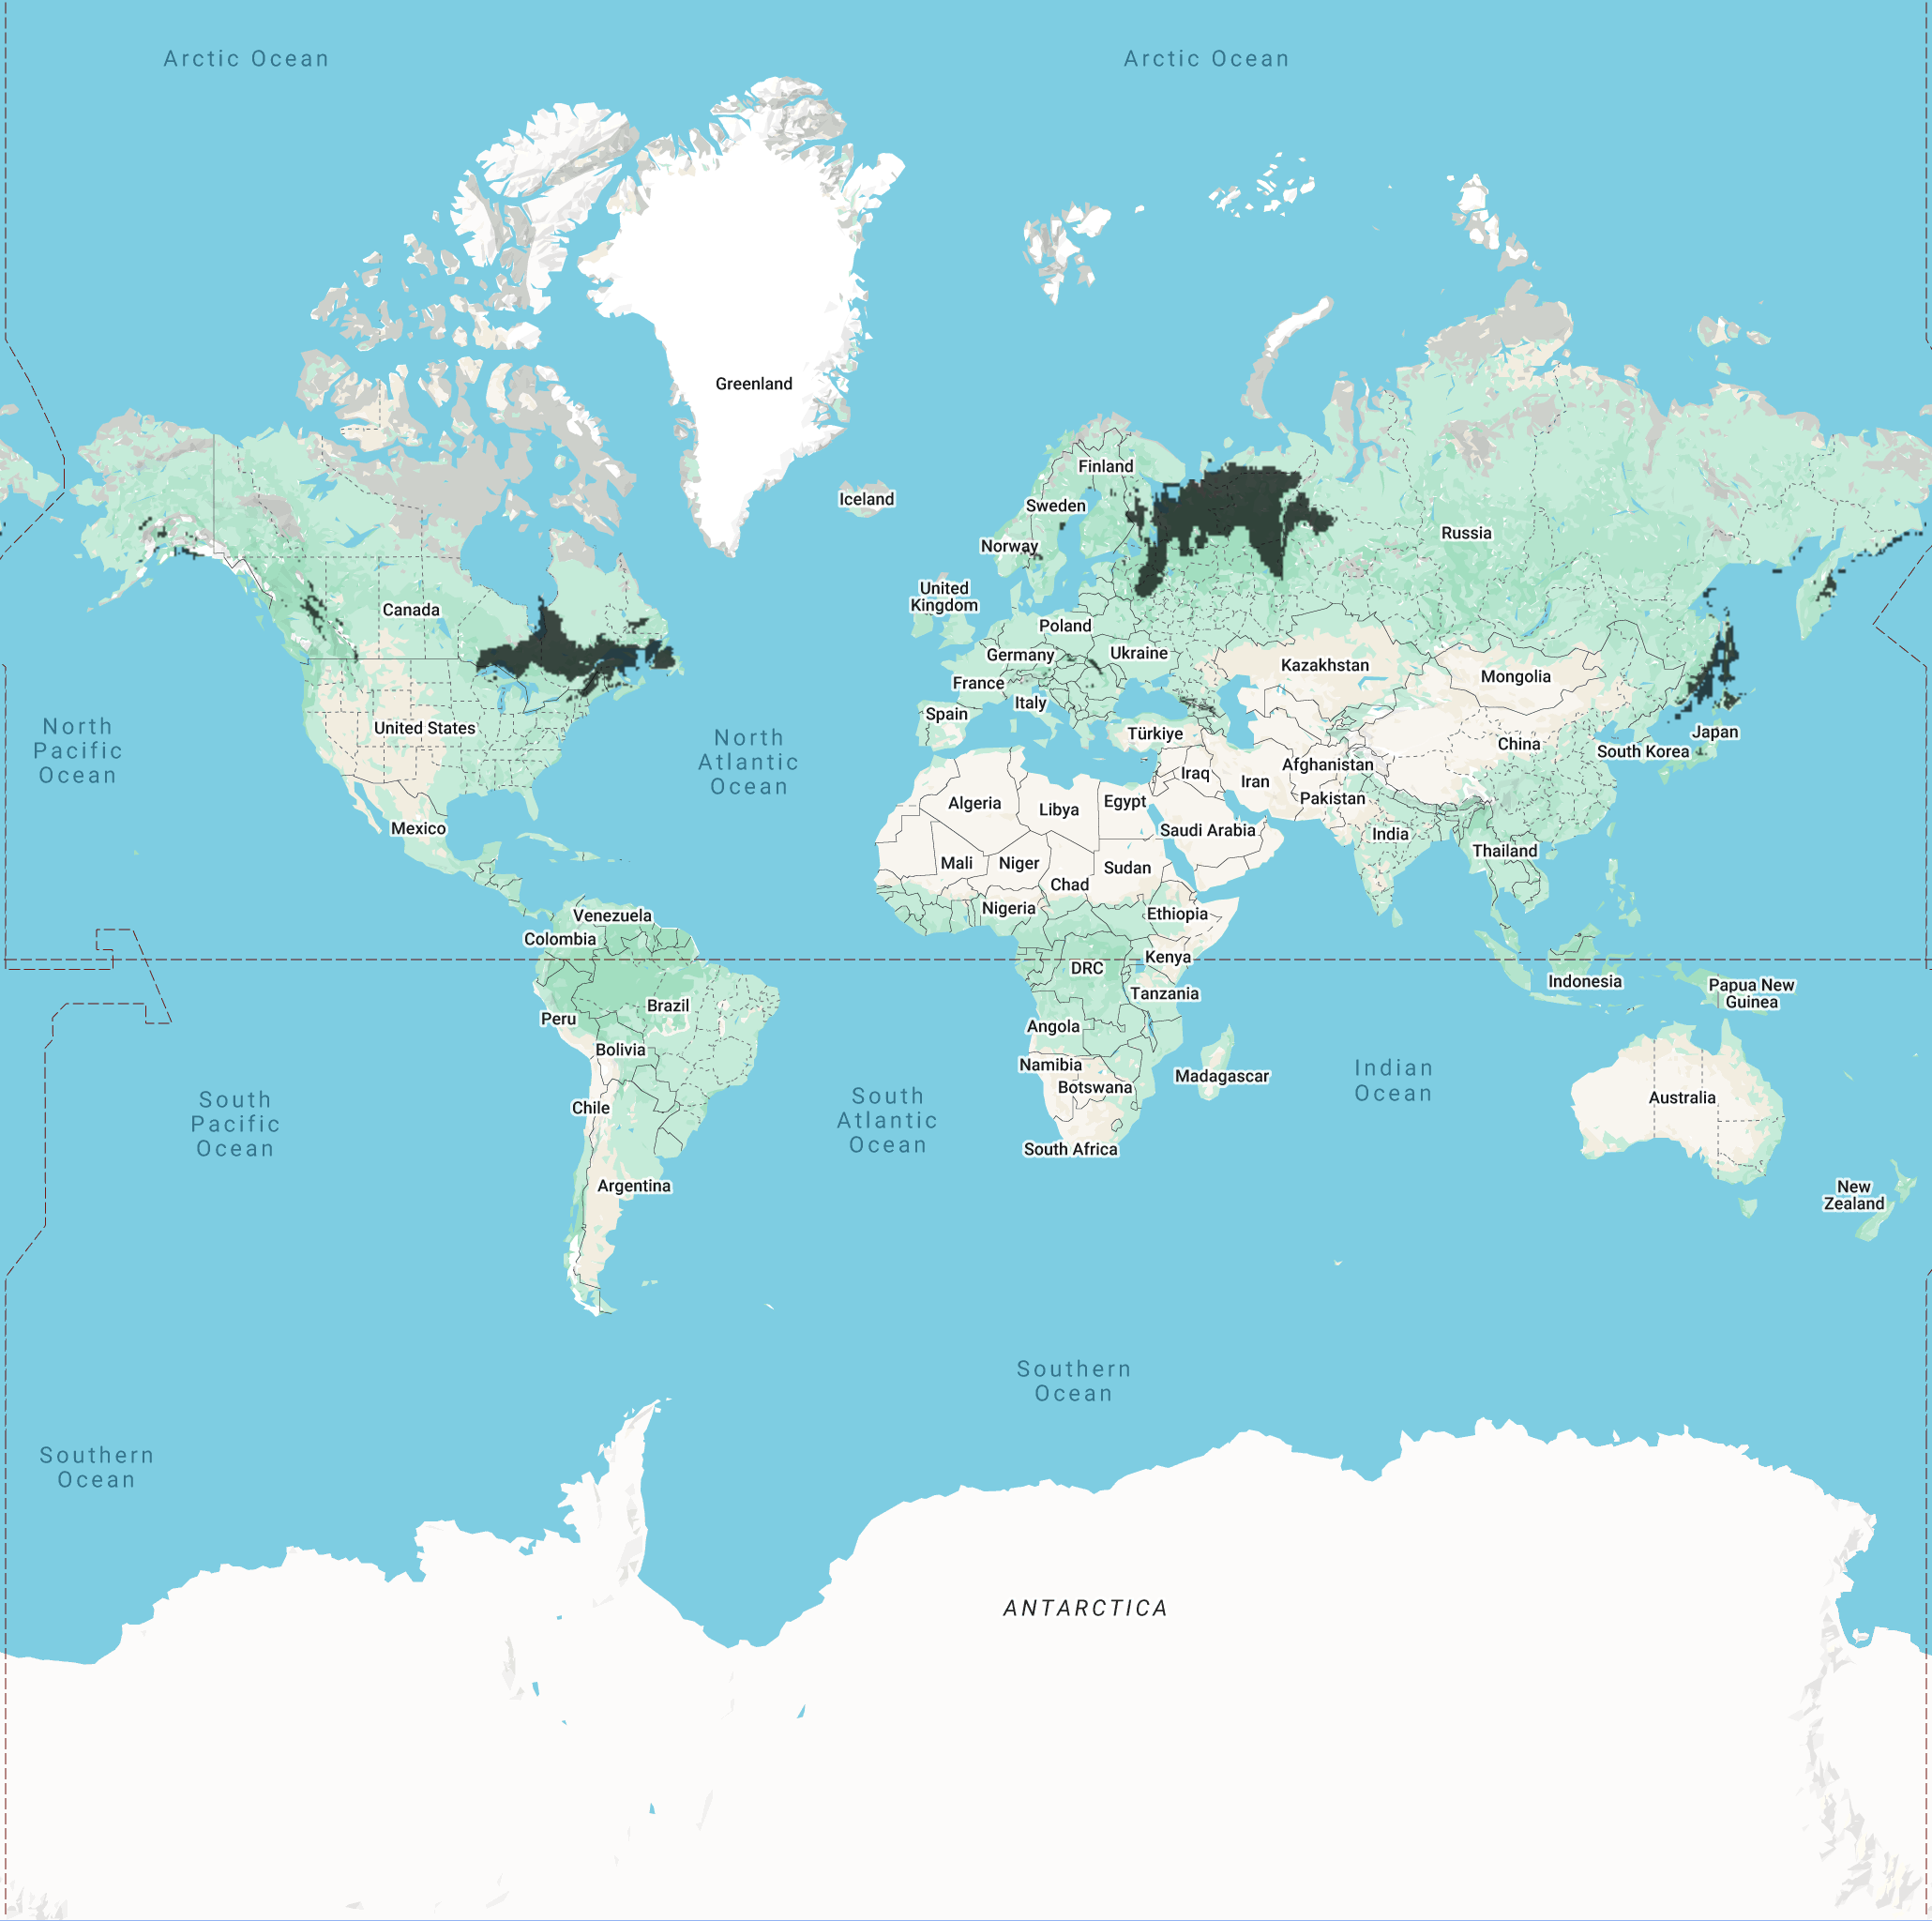 Arctic Ocean
Arctic Ocean
Greenland
Finland
Iceland
Sweden
Russia
Norway
United
Kingdom
Canada
Poland
Germany
Ukraine
Kazakhstan
Mongolia
France
Italy
Spain
North
Pacific
Ocean
United States
North
Atlantic
Ocean
Türkiye
Japan
China
South Korea
Afghanistan
Iraq
Iran
Pakistan
Algeria
Libya
Egypt
Saudi Arabia
Mexico
India
Thailand
Mali
Niger
Sudan
Chad
Nigeria
Ethiopia
Venezuela
Colombia
DRC
Kenya
Indonesia
Papua New
Guinea
Tanzania
Brazil
Peru
Angola
Bolivia
Namibia
Botswana
Madagascar
Indian
Ocean
Australia
Chile
South
Pacific
Ocean
South
Atlantic
Ocean
South Africa
Argentina
New
Zealand
Southern
Ocean
Southern
Ocean
ANTARCTICA